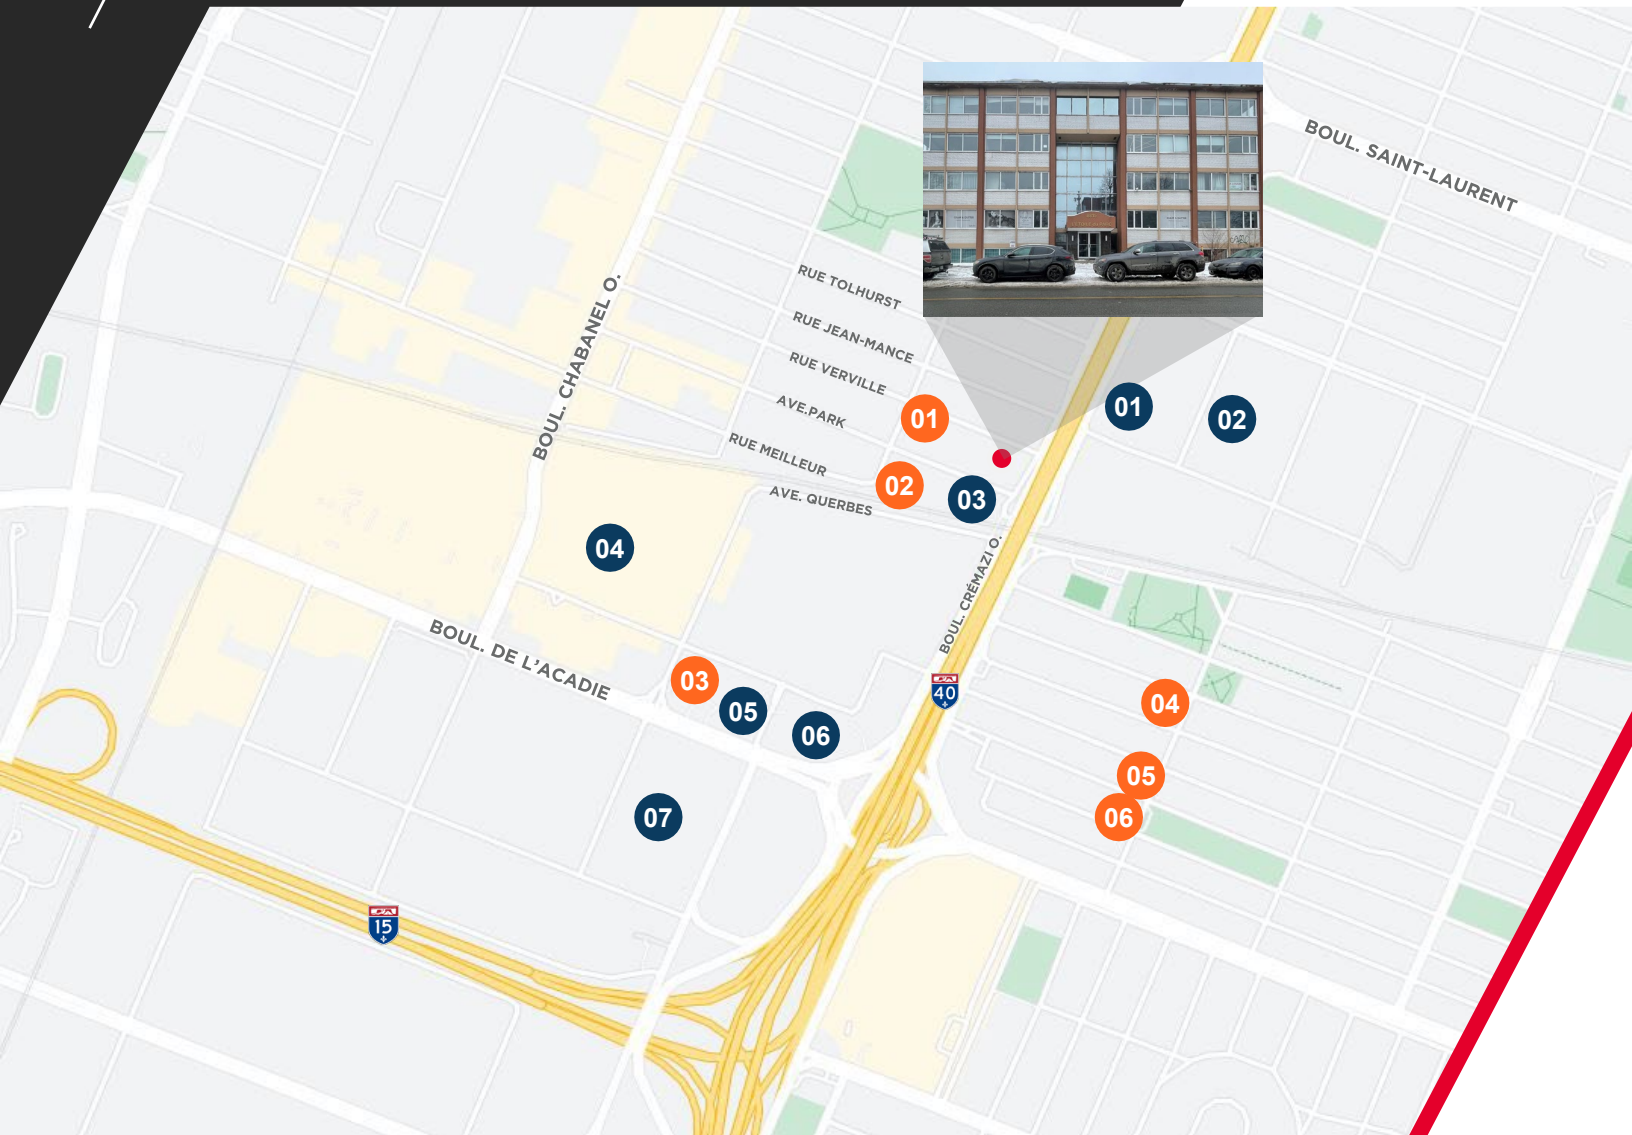 BOUL. SAINT-LAURENT
RUE TOLHURST
BOUL. CHABANEL O.
RUE JEAN-MANCE
RUE VERVILLE
AVE.PARK
01
01
02
RUE MEILLEUR
02
03
AVE. QUERBES
04
BOUL. CRÉMAZI O.
BOUL. DE L'ACADIE
03
40
04
05
06
05
07
06
15